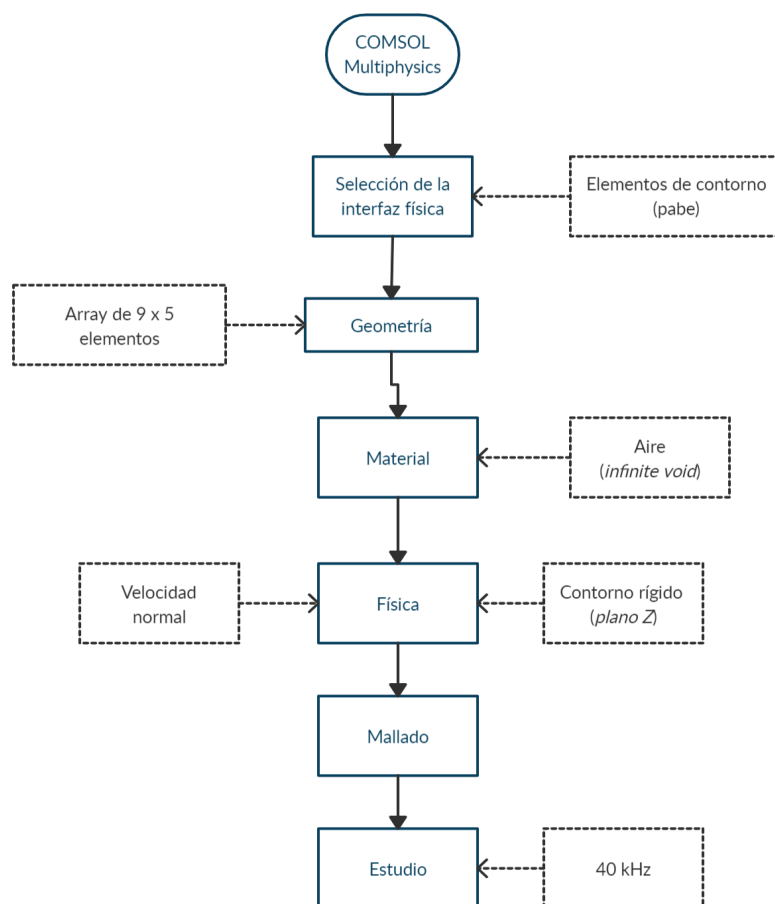 COMSOL
Multiphysics
Selección de la
interfaz física
Elementos de contorno
(pabe)
Array de 9 x 5
elementos
Geometría
Material
Aire
(infinite void)
Velocidad
normal
Física
Contorno rígido
(plano Z)
Mallado
Estudio
40 kHz